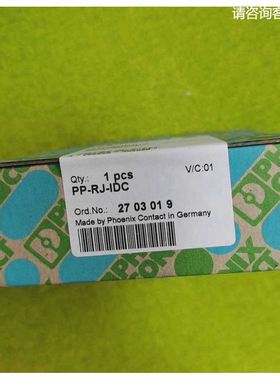 请咨询客
Qty.: 1 pcs
V/C:01
PP-RJ-IDC
Ord.No.: 27 03 01 9
Made by Phoenix Contact in Germany